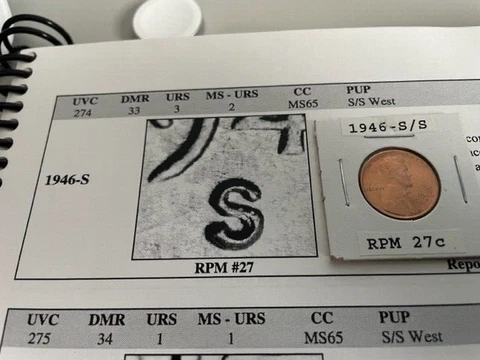 UVC DMR URS MS - URS CC PUP
274 33 3 2 MS65 S/S West
1946-S
S
RPM #27
1946-S/S
RPM 27c
Repo
UVC DMR URS MS - URS CC PUP
275 34 1 1 MS65 S/S West